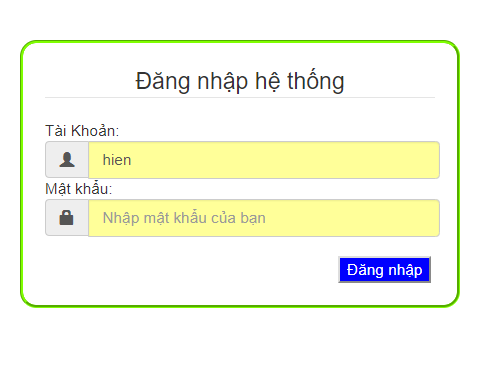 Đăng nhập hệ thống
Tài Khoản:
hien
Mật khẩu:
Nhập mật khẩu của bạn
Đăng nhập